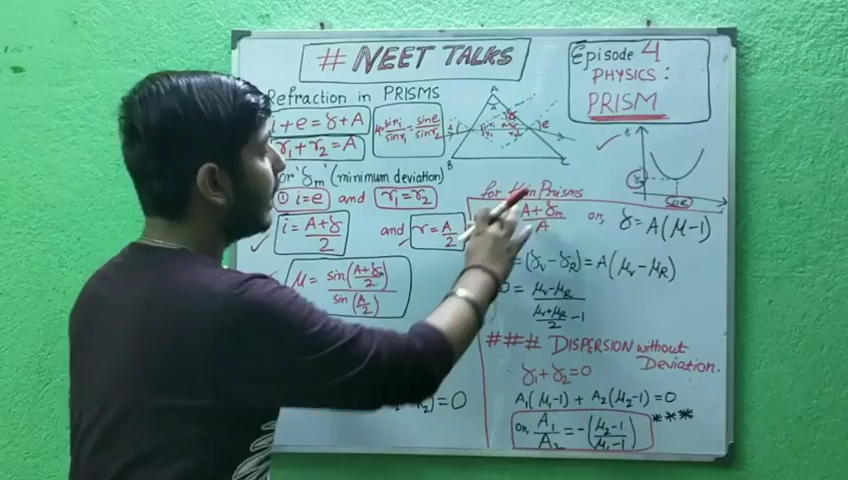 # NEET TALKS
Episode 4
PHYSICS:
PRISM
Refraction in PRISMS
i + e = δ + A
r₁ + r₂ = A
μ = sin i / sin r₁ = sin e / sin r₂
A
B
C
e
'δm' (minimum deviation)
① i = e and r₁ = r₂
i = (A + δ) / 2 and r = A / 2
μ = sin((A + δm) / 2) / sin(A / 2)
for thin Prisms
(A + δm) / A or, δ = A(μ - 1)
= (δv - δR) = A(μv - μR)
= (μv - μR) / ((μv + μR) / 2 - 1)
### DISPERSION without
Deviation.
δ₁ + δ₂ = 0
A₁(μ₁-1) + A₂(μ₂-1) = 0
or, A₁ / A₂ = -((μ₂-1) / (μ₁-1)) ***
= 0